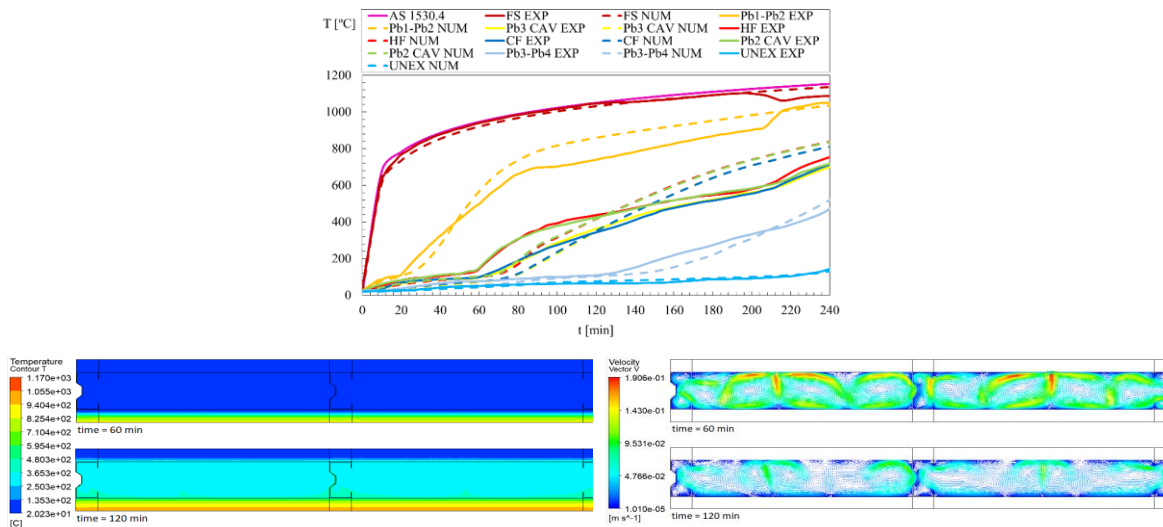 T [ºC]
AS 1530.4 FS EXP FS NUM Pb1-Pb2 EXP
Pb1-Pb2 NUM Pb3 CAV EXP Pb3 CAV NUM HF EXP
HF NUM CF EXP CF NUM Pb2 CAV EXP
Pb2 CAV NUM Pb3-Pb4 EXP Pb3-Pb4 NUM UNEX EXP
UNEX NUM
1200
1000
800
600
400
200
0
0 20 40 60 80 100 120 140 160 180 200 220 240
t [min]
Temperature
Contour T
1.170e+03
1.055e+03
9.404e+02
8.254e+02
7.104e+02
5.954e+02
4.803e+02
3.653e+02
2.503e+02
1.353e+02
2.023e+01
[C]
time = 60 min
time = 120 min
Velocity
Vector V
1.906e-01
1.430e-01
9.531e-02
4.766e-02
1.010e-05
[m s^-1]
time = 60 min
time = 120 min